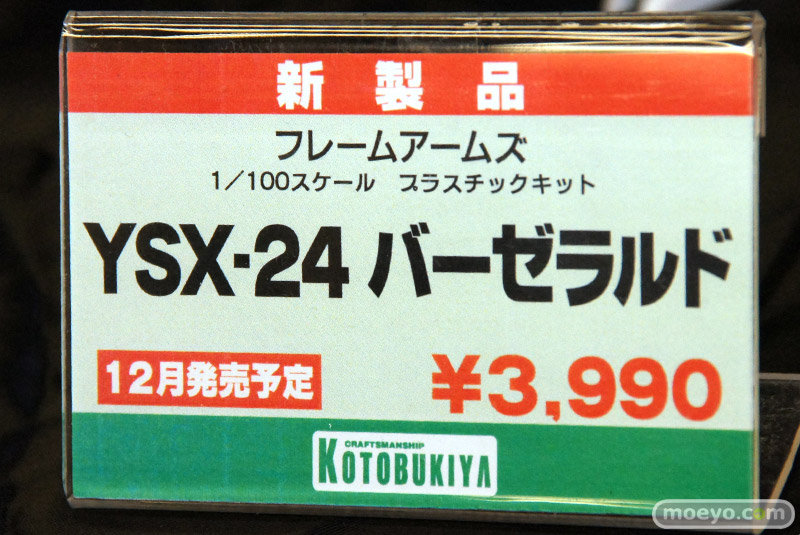 新製品
フレームアームズ
1/100スケール プラスチックキット
YSX-24 バーゼラルド
12月発売予定
¥3,990
CRAFTSMANSHIP
KOTOBUKIYA
moeyo.com